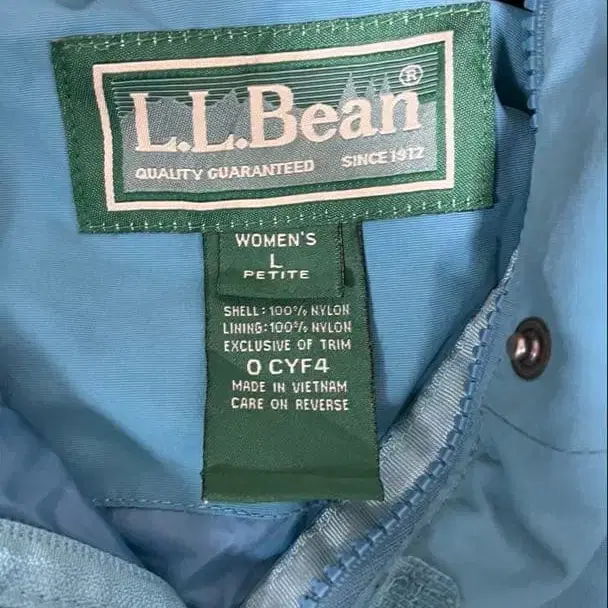 L.L.Bean®
QUALITY GUARANTEED SINCE 1912
WOMEN'S
L
PETITE
SHELL: 100% NYLON
LINING: 100% NYLON
EXCLUSIVE OF TRIM
0 CYF4
MADE IN VIETNAM
CARE ON REVERSE